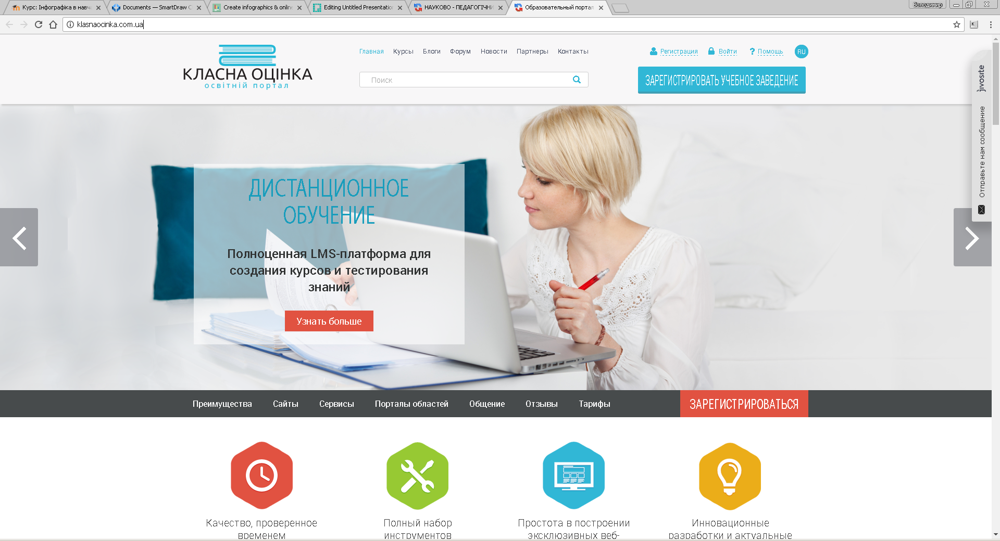 Курс: Інфографіка в навч
Documents — SmartDraw C
Create infographics & online
Editing Untitled Presentation
НАУКОВО - ПЕДАГОГІЧНИ
Образовательный портал
Володимир
klasnaocinka.com.ua
КЛАСНА ОЦІНКА
освітній портал
Главная Курсы Блоги Форум Новости Партнеры Контакты
Регистрация Войти ? Помощь RU
Поиск
ЗАРЕГИСТРИРОВАТЬ УЧЕБНОЕ ЗАВЕДЕНИЕ
jivosite
Отправьте нам сообщение
ДИСТАНЦИОННОЕ
ОБУЧЕНИЕ
Полноценная LMS-платформа для
создания курсов и тестирования
знаний
Узнать больше
Преимущества Сайты Сервисы Порталы областей Общение Отзывы Тарифы
ЗАРЕГИСТРИРОВАТЬСЯ
Качество, проверенное
временем
Полный набор
инструментов
Простота в построении
эксклюзивных веб-
Инновационные
разработки и актуальные